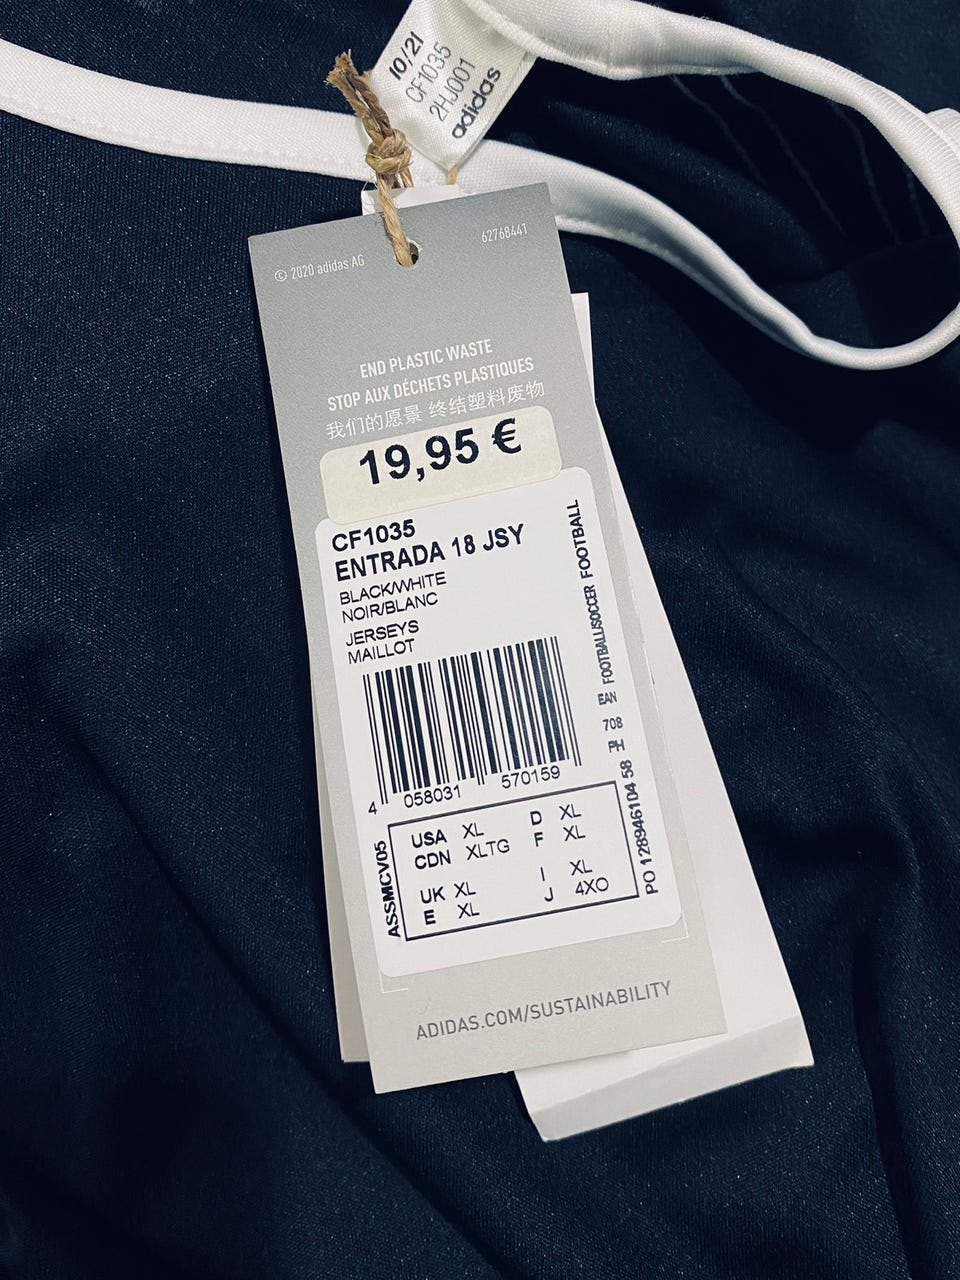 10/21
CF1035
2HJ001
adidas
© 2020 adidas AG
62768441
END PLASTIC WASTE
STOP AUX DÉCHETS PLASTIQUES
我们的愿景 终结塑料废物
19,95 €
CF1035
ENTRADA 18 JSY
BLACK/WHITE
NOIR/BLANC
JERSEYS
MAILLOT
4 058031 570159
USA XL D XL
CDN XLTG F XL
UK XL I XL
E XL J 4XO
ASSMCV05
PO 128946104 58 PH 708 EAN FOOTBALL/SOCCER FOOTBALL
ADIDAS.COM/SUSTAINABILITY